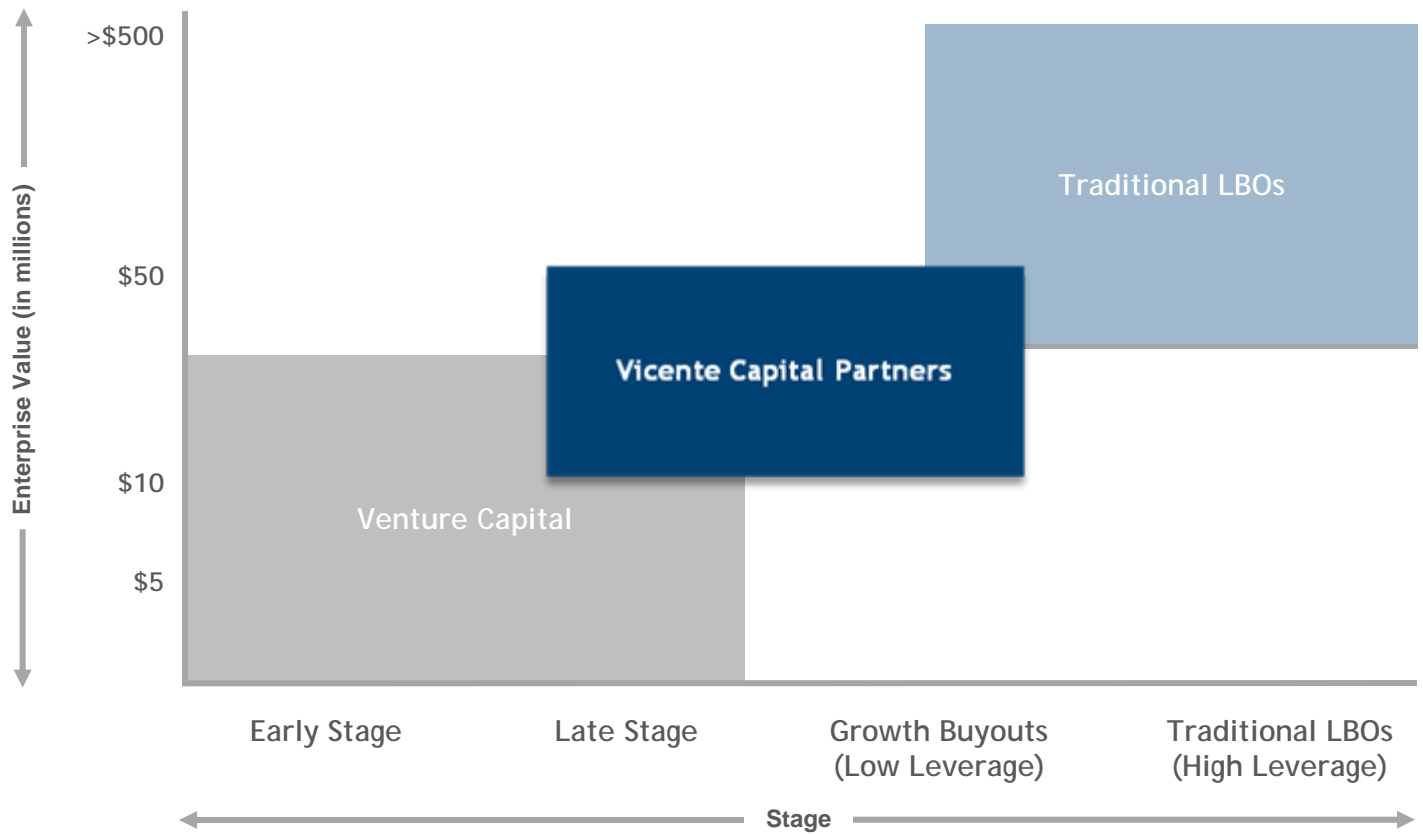 Enterprise Value (in millions)
>$500
$50
$10
$5
Traditional LBOs
Vicente Capital Partners
Venture Capital
Early Stage
Late Stage
Growth Buyouts
(Low Leverage)
Traditional LBOs
(High Leverage)
Stage